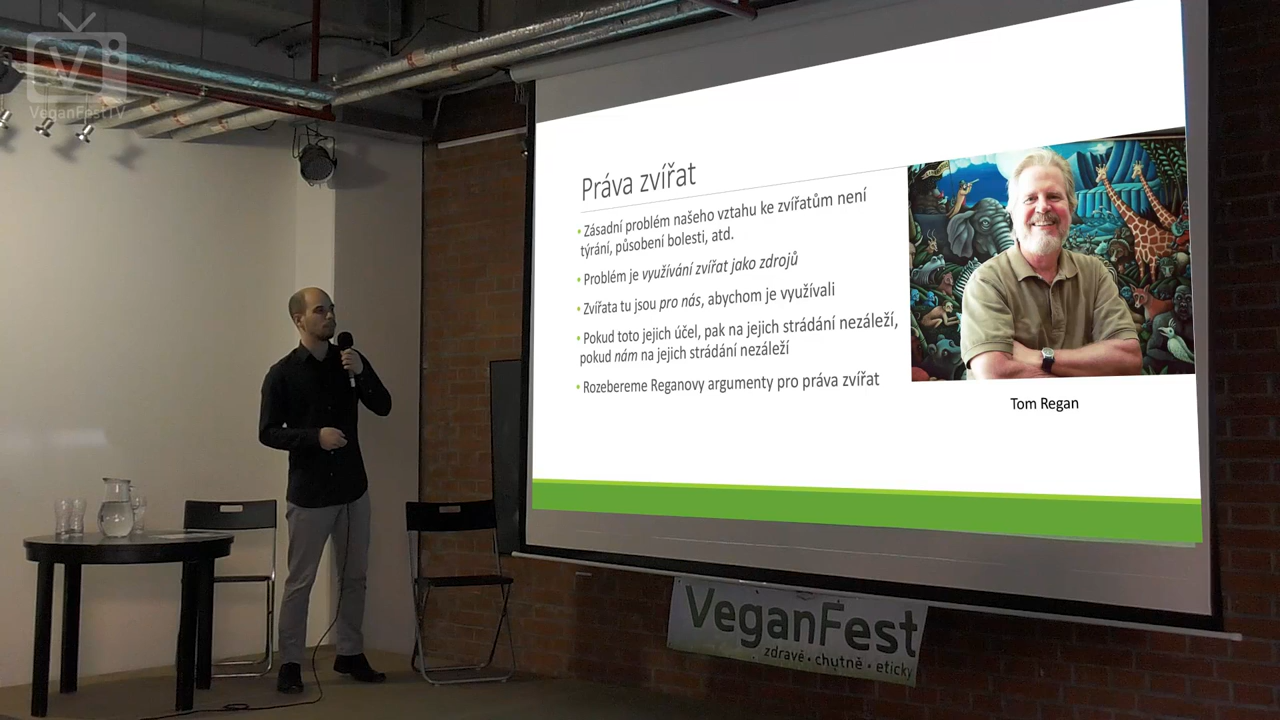 VeganFestTV
Práva zvířat
• Zásadní problém našeho vztahu ke zvířatům není
týrání, působení bolesti, atd.
• Problém je využívání zvířat jako zdrojů
• Zvířata tu jsou pro nás, abychom je využívali
• Pokud toto jejich účel, pak na jejich strádání nezáleží,
pokud nám na jejich strádání nezáleží
• Rozebereme Reganovy argumenty pro práva zvířat
Tom Regan
VeganFest
zdravě • chutně • eticky